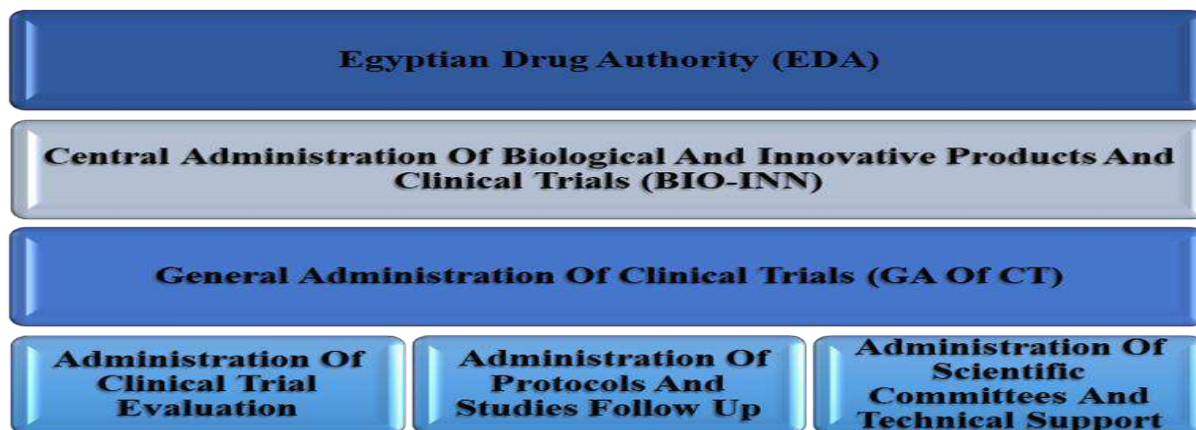 Egyptian Drug Authority (EDA)
Central Administration Of Biological And Innovative Products And
Clinical Trials (BIO-INN)
General Administration Of Clinical Trials (GA Of CT)
Administration Of
Clinical Trial
Evaluation
Administration Of
Protocols And
Studies Follow Up
Administration Of
Scientific
Committees And
Technical Support